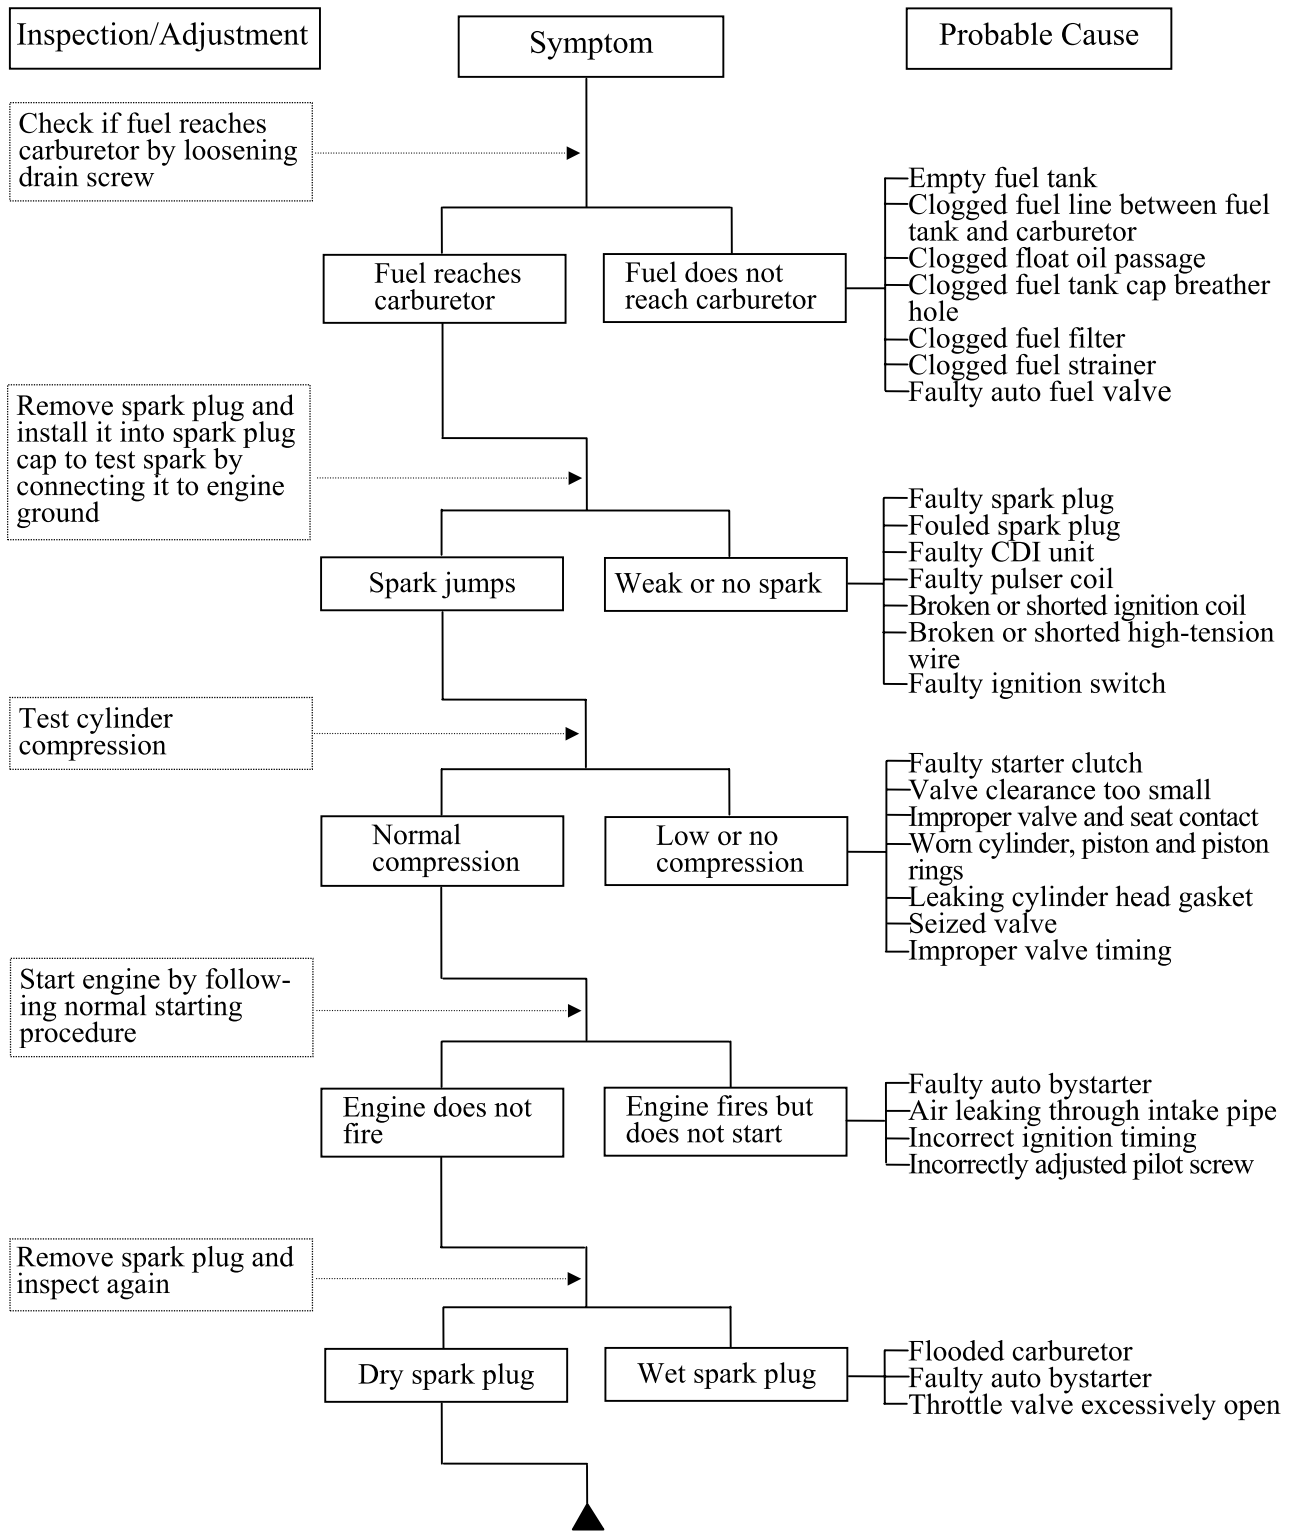 Inspection/Adjustment
Symptom
Probable Cause
Check if fuel reaches
carburetor by loosening
drain screw
Fuel reaches
carburetor
Fuel does not
reach carburetor
Empty fuel tank
Clogged fuel line between fuel
tank and carburetor
Clogged float oil passage
Clogged fuel tank cap breather
hole
Clogged fuel filter
Clogged fuel strainer
Faulty auto fuel valve
Remove spark plug and
install it into spark plug
cap to test spark by
connecting it to engine
ground
Spark jumps
Weak or no spark
Faulty spark plug
Fouled spark plug
Faulty CDI unit
Faulty pulser coil
Broken or shorted ignition coil
Broken or shorted high-tension
wire
Faulty ignition switch
Test cylinder
compression
Normal
compression
Low or no
compression
Faulty starter clutch
Valve clearance too small
Improper valve and seat contact
Worn cylinder, piston and piston
rings
Leaking cylinder head gasket
Seized valve
Improper valve timing
Start engine by follow-
ing normal starting
procedure
Engine does not
fire
Engine fires but
does not start
Faulty auto bystarter
Air leaking through intake pipe
Incorrect ignition timing
Incorrectly adjusted pilot screw
Remove spark plug and
inspect again
Dry spark plug
Wet spark plug
Flooded carburetor
Faulty auto bystarter
Throttle valve excessively open